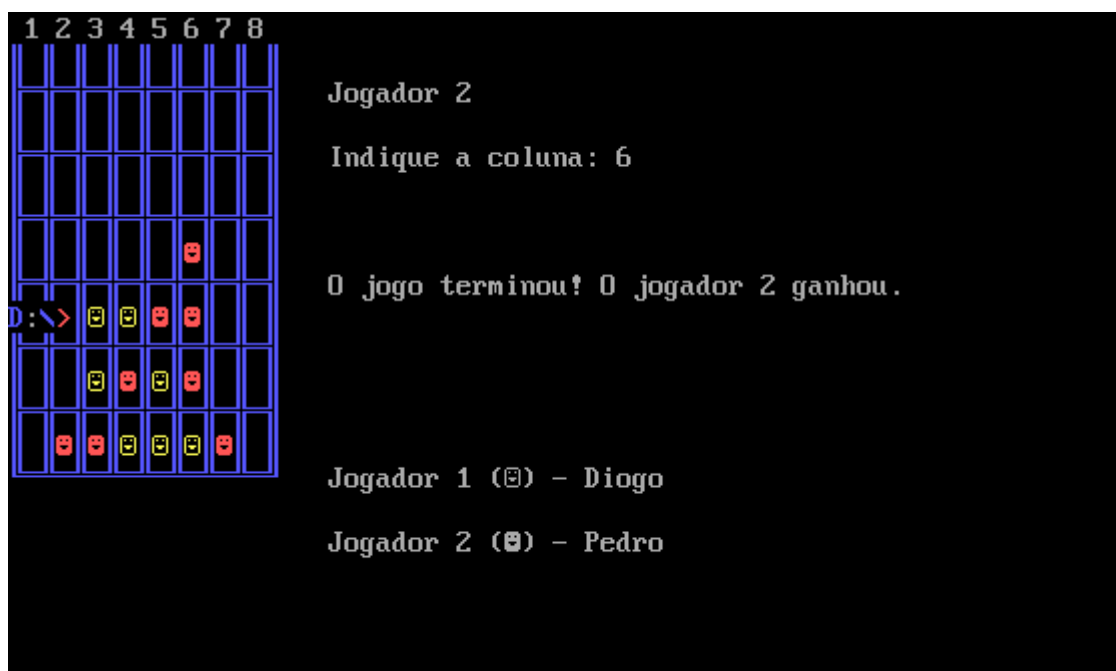 1 2 3 4 5 6 7 8
Jogador 2
Indique a coluna: 6
O jogo terminou! O jogador 2 ganhou.
D:\>
Jogador 1 (☺) - Diogo
Jogador 2 (☻) - Pedro